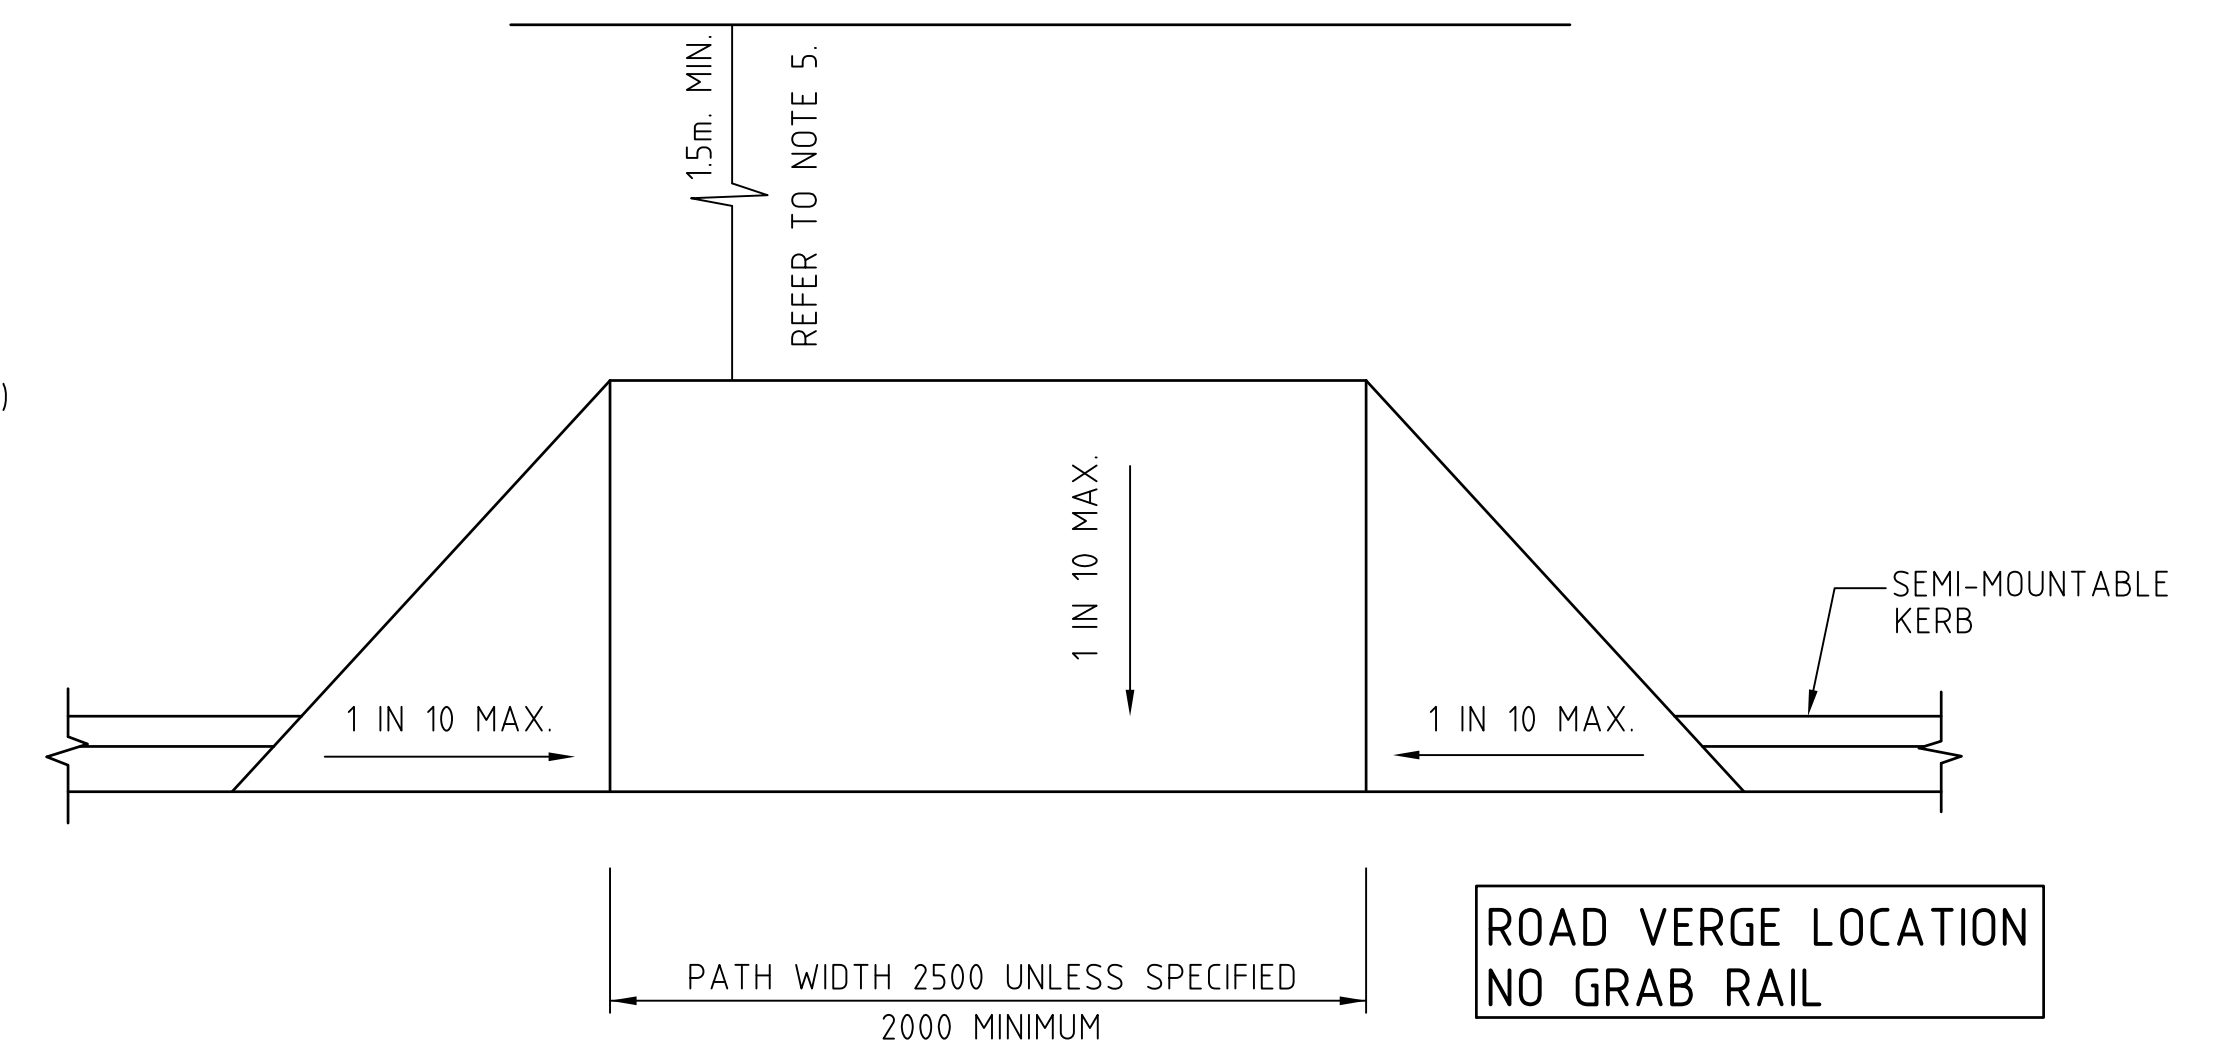 1.5m. MIN.
REFER TO NOTE 5.
)
1 IN 10 MAX.
SEMI-MOUNTABLE
KERB
1 IN 10 MAX.
1 IN 10 MAX.
PATH WIDTH 2500 UNLESS SPECIFIED
2000 MINIMUM
ROAD VERGE LOCATION
NO GRAB RAIL